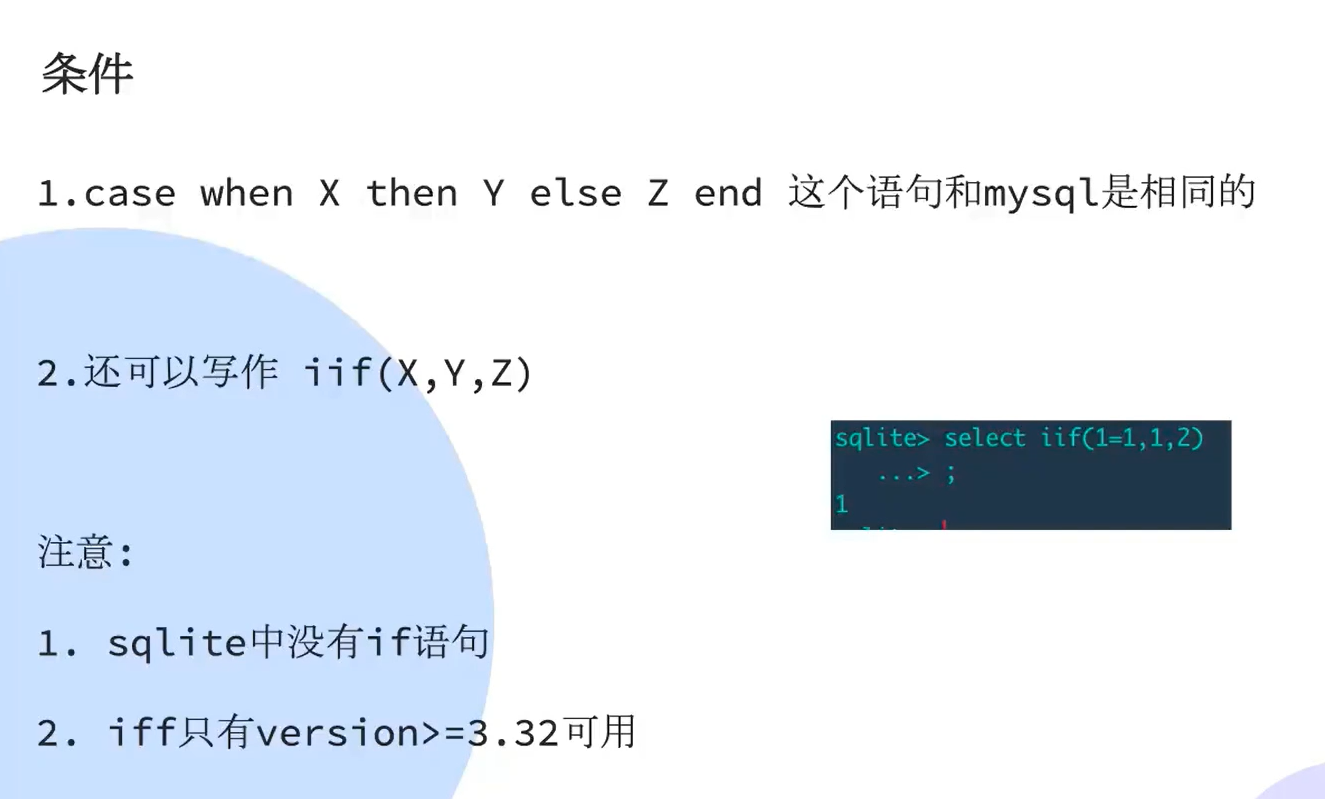 条件
1.case when X then Y else Z end 这个语句和mysql是相同的
2.还可以写作 iif(X,Y,Z)
sqlite> select iif(1=1,1,2)
...> ;
1
注意:
1. sqlite中没有if语句
2. iff只有version>=3.32可用